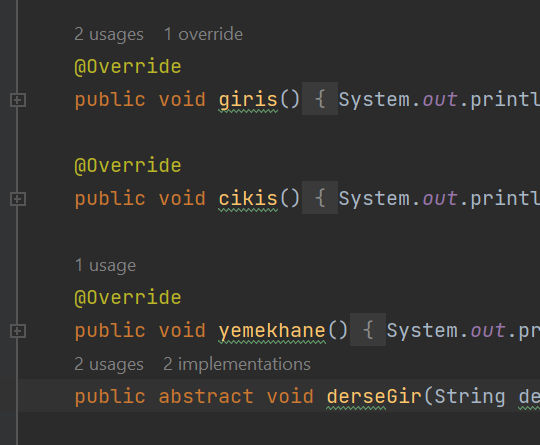 2 usages 1 override
@Override
public void giris() { System.out.printl
@Override
public void cikis() { System.out.printl
1 usage
@Override
public void yemekhane() { System.out.pr
2 usages 2 implementations
public abstract void derseGir(String de